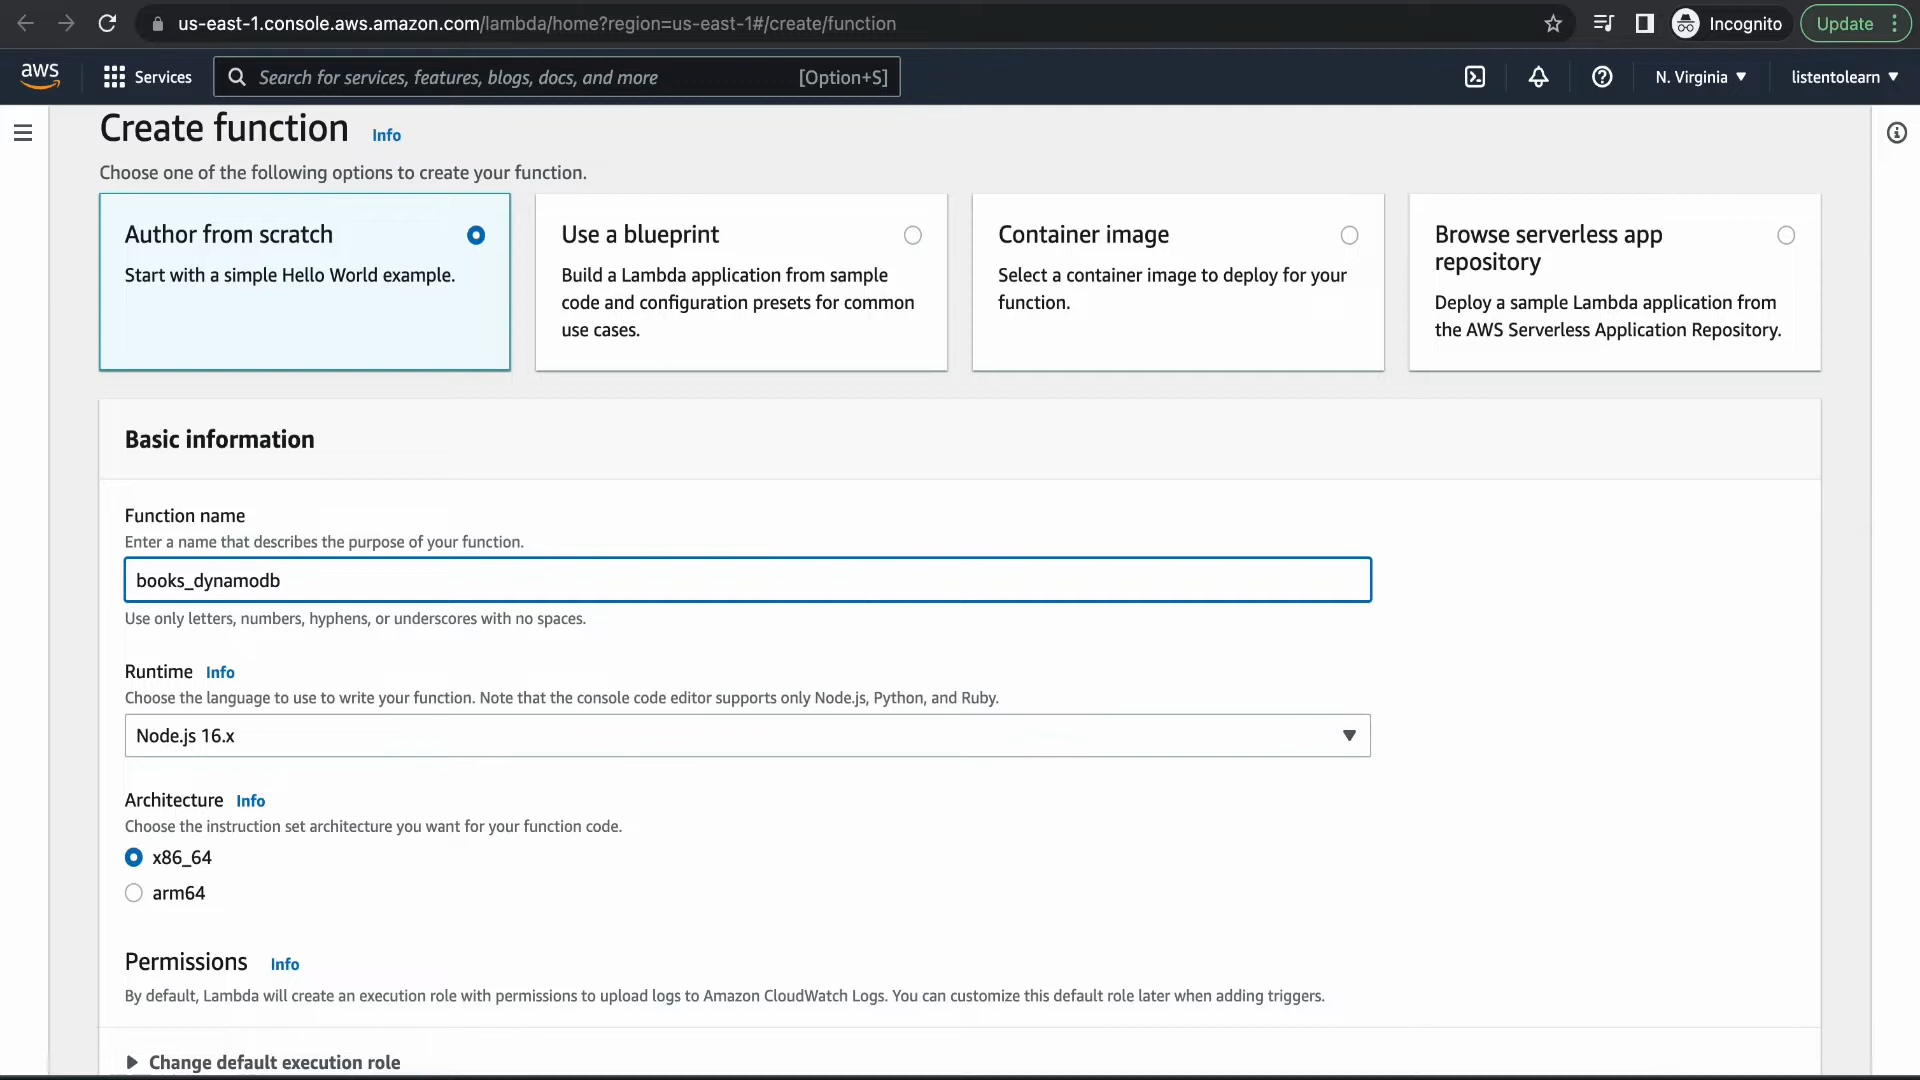 us-east-1.console.aws.amazon.com/lambda/home?region=us-east-1#/create/function
Incognito
Update
aws
Services
Search for services, features, blogs, docs, and more
[Option+S]
N. Virginia
listentolearn
Create function Info
Choose one of the following options to create your function.
Author from scratch
Start with a simple Hello World example.
Use a blueprint
Build a Lambda application from sample
code and configuration presets for common
use cases.
Container image
Select a container image to deploy for your
function.
Browse serverless app
repository
Deploy a sample Lambda application from
the AWS Serverless Application Repository.
Basic information
Function name
Enter a name that describes the purpose of your function.
books_dynamodb
Use only letters, numbers, hyphens, or underscores with no spaces.
Runtime Info
Choose the language to use to write your function. Note that the console code editor supports only Node.js, Python, and Ruby.
Node.js 16.x
Architecture Info
Choose the instruction set architecture you want for your function code.
x86_64
arm64
Permissions Info
By default, Lambda will create an execution role with permissions to upload logs to Amazon CloudWatch Logs. You can customize this default role later when adding triggers.
Change default execution role